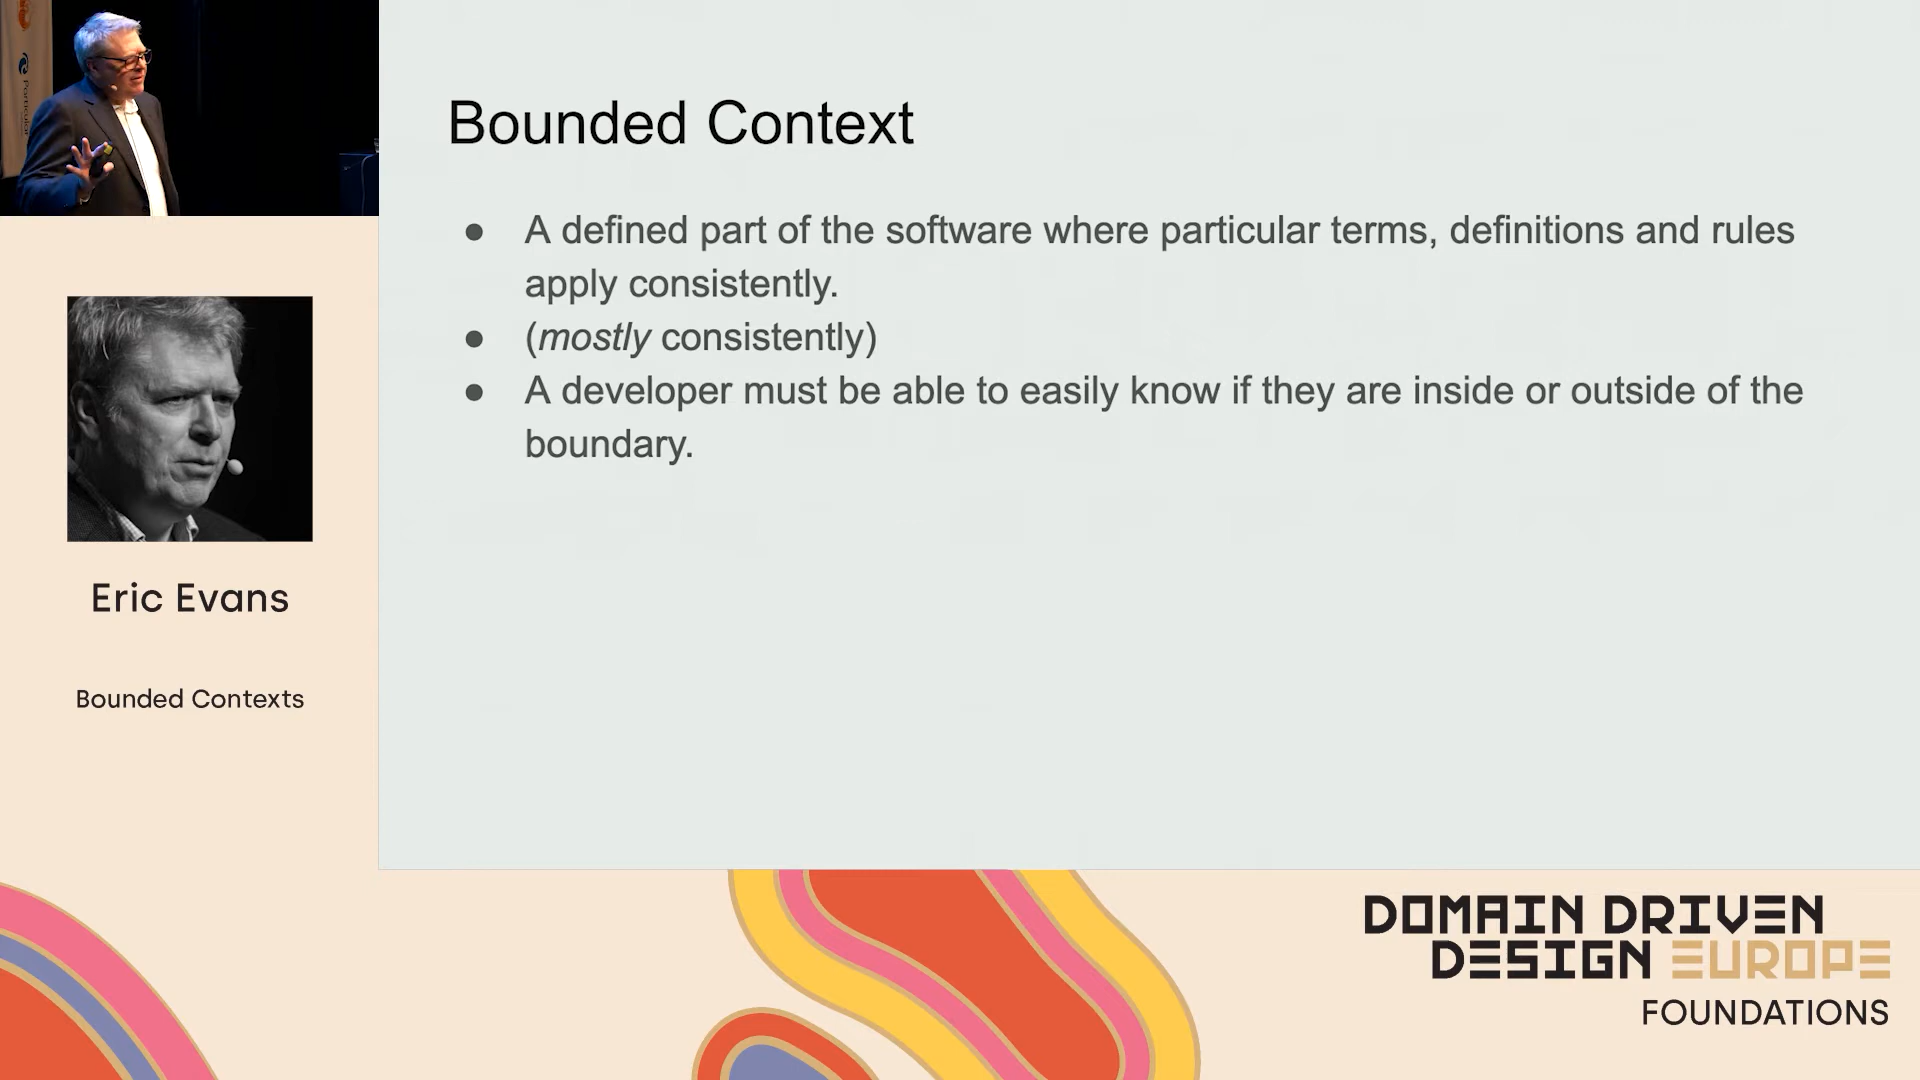 Bounded Context
● A defined part of the software where particular terms, definitions and rules
apply consistently.
● (mostly consistently)
● A developer must be able to easily know if they are inside or outside of the
boundary.
Particular
Eric Evans
Bounded Contexts
DOMAIN DRIVEN
DESIGN EUROPE
FOUNDATIONS